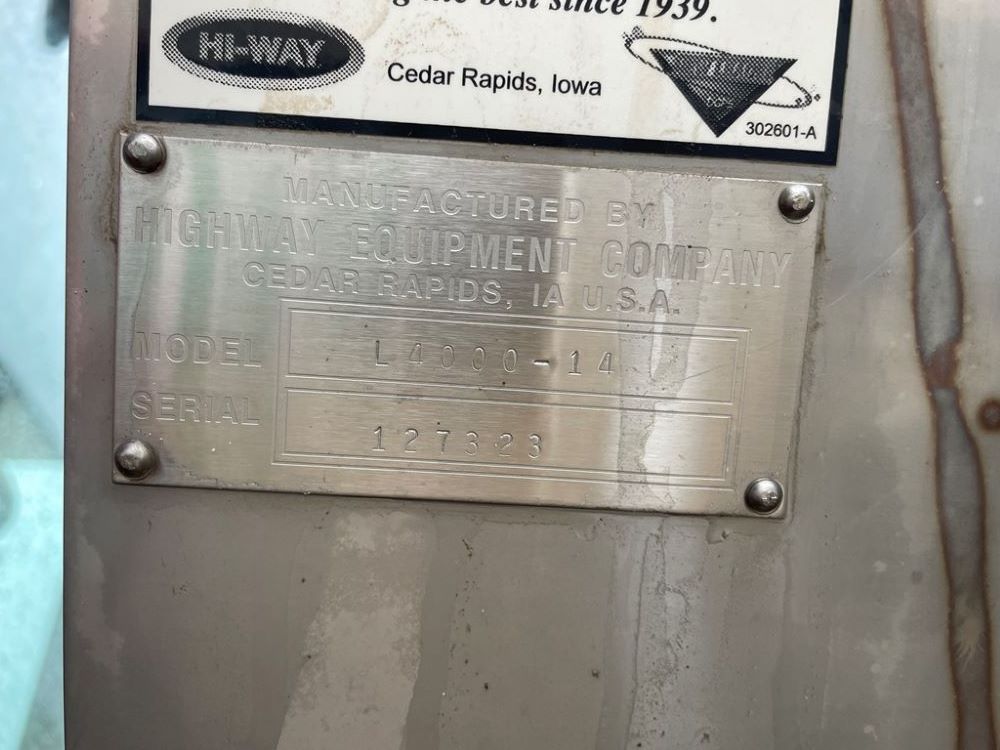 the best since 1939.
HI-WAY
Cedar Rapids, Iowa
302601-A
MANUFACTURED BY
HIGHWAY EQUIPMENT COMPANY
CEDAR RAPIDS, IA U.S.A.
MODEL L4000-14
SERIAL 127323